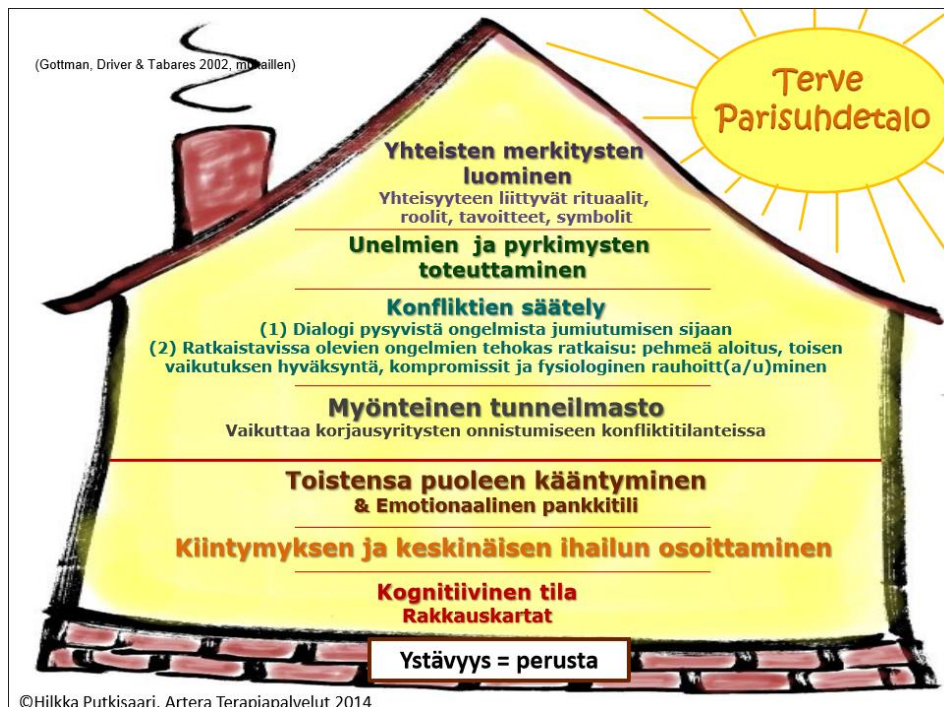 (Gottman, Driver & Tabares 2002, mukaillen)
Terve
Parisuhdetalo
Yhteisten merkitysten
luominen
Yhteisyyteen liittyvät rituaalit,
roolit, tavoitteet, symbolit
Unelmien ja pyrkimysten
toteuttaminen
Konfliktien säätely
(1) Dialogi pysyvistä ongelmista jumiutumisen sijaan
(2) Ratkaistavissa olevien ongelmien tehokas ratkaisu: pehmeä aloitus, toisen
vaikutuksen hyväksyntä, kompromissit ja fysiologinen rauhoitt(a/u)minen
Myönteinen tunneilmasto
Vaikuttaa korjausyritysten onnistumiseen konfliktitilanteissa
Toistensa puoleen kääntyminen
& Emotionaalinen pankkitili
Kiintymyksen ja keskinäisen ihailun osoittaminen
Kognitiivinen tila
Rakkauskartat
Ystävyys = perusta
©Hilkka Putkisaari, Artera Terapiapalvelut 2014